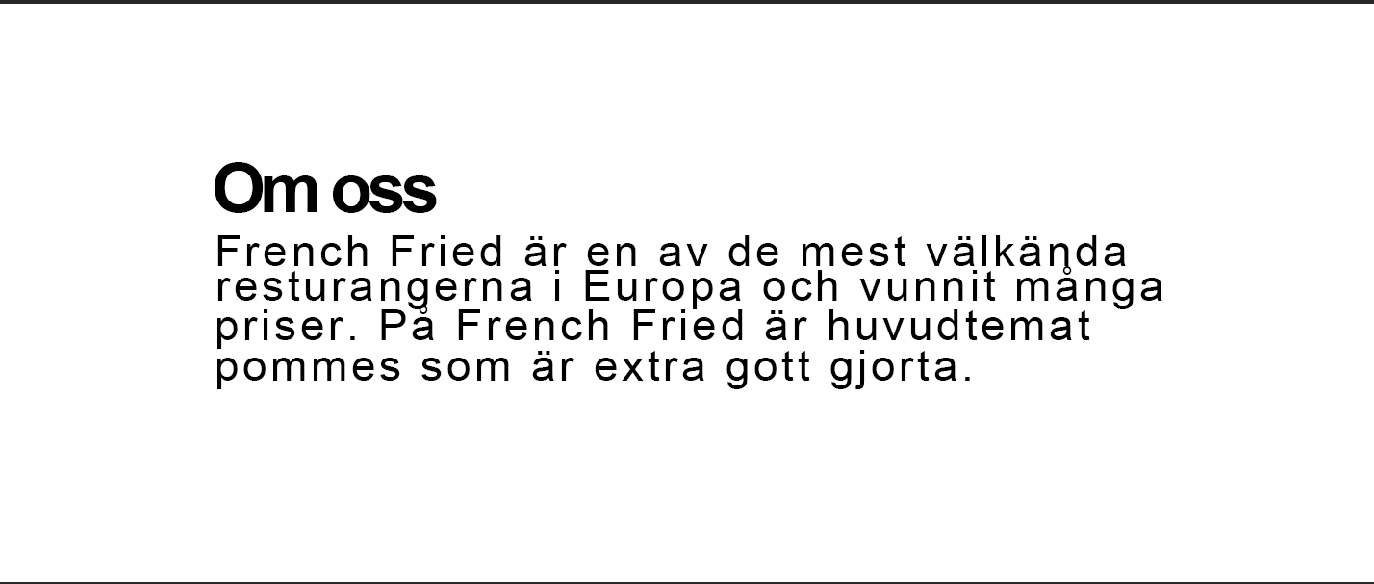 Om oss
French Fried är en av de mest välkända
resturangerna i Europa och vunnit många
priser. På French Fried är huvudtemat
pommes som är extra gott gjorta.